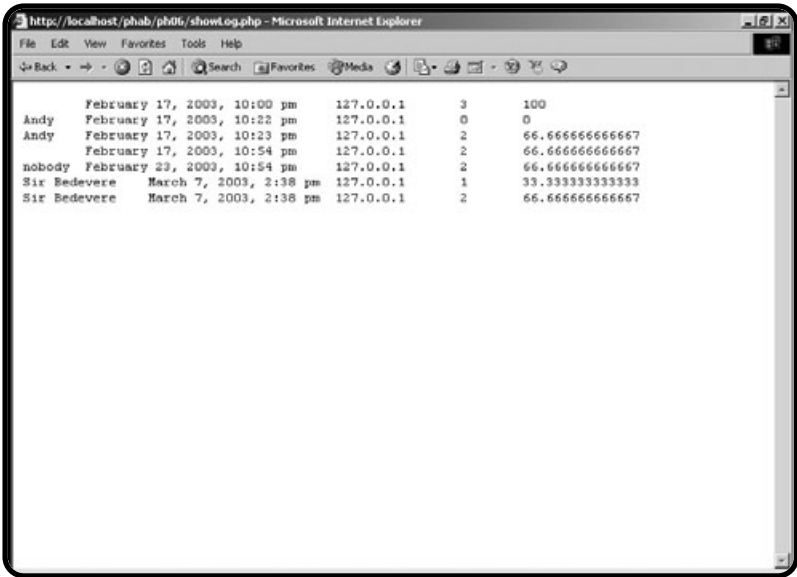 http://localhost/phab/ph06/showLog.php - Microsoft Internet Explorer
File Edit View Favorites Tools Help
Back Search Favorites Media
February 17, 2003, 10:00 pm 127.0.0.1 3 100
Andy February 17, 2003, 10:22 pm 127.0.0.1 0 0
Andy February 17, 2003, 10:23 pm 127.0.0.1 2 66.666666666667
February 17, 2003, 10:54 pm 127.0.0.1 2 66.666666666667
nobody February 23, 2003, 10:54 pm 127.0.0.1 2 66.666666666667
Sir Bedevere March 7, 2003, 2:38 pm 127.0.0.1 1 33.333333333333
Sir Bedevere March 7, 2003, 2:38 pm 127.0.0.1 2 66.666666666667